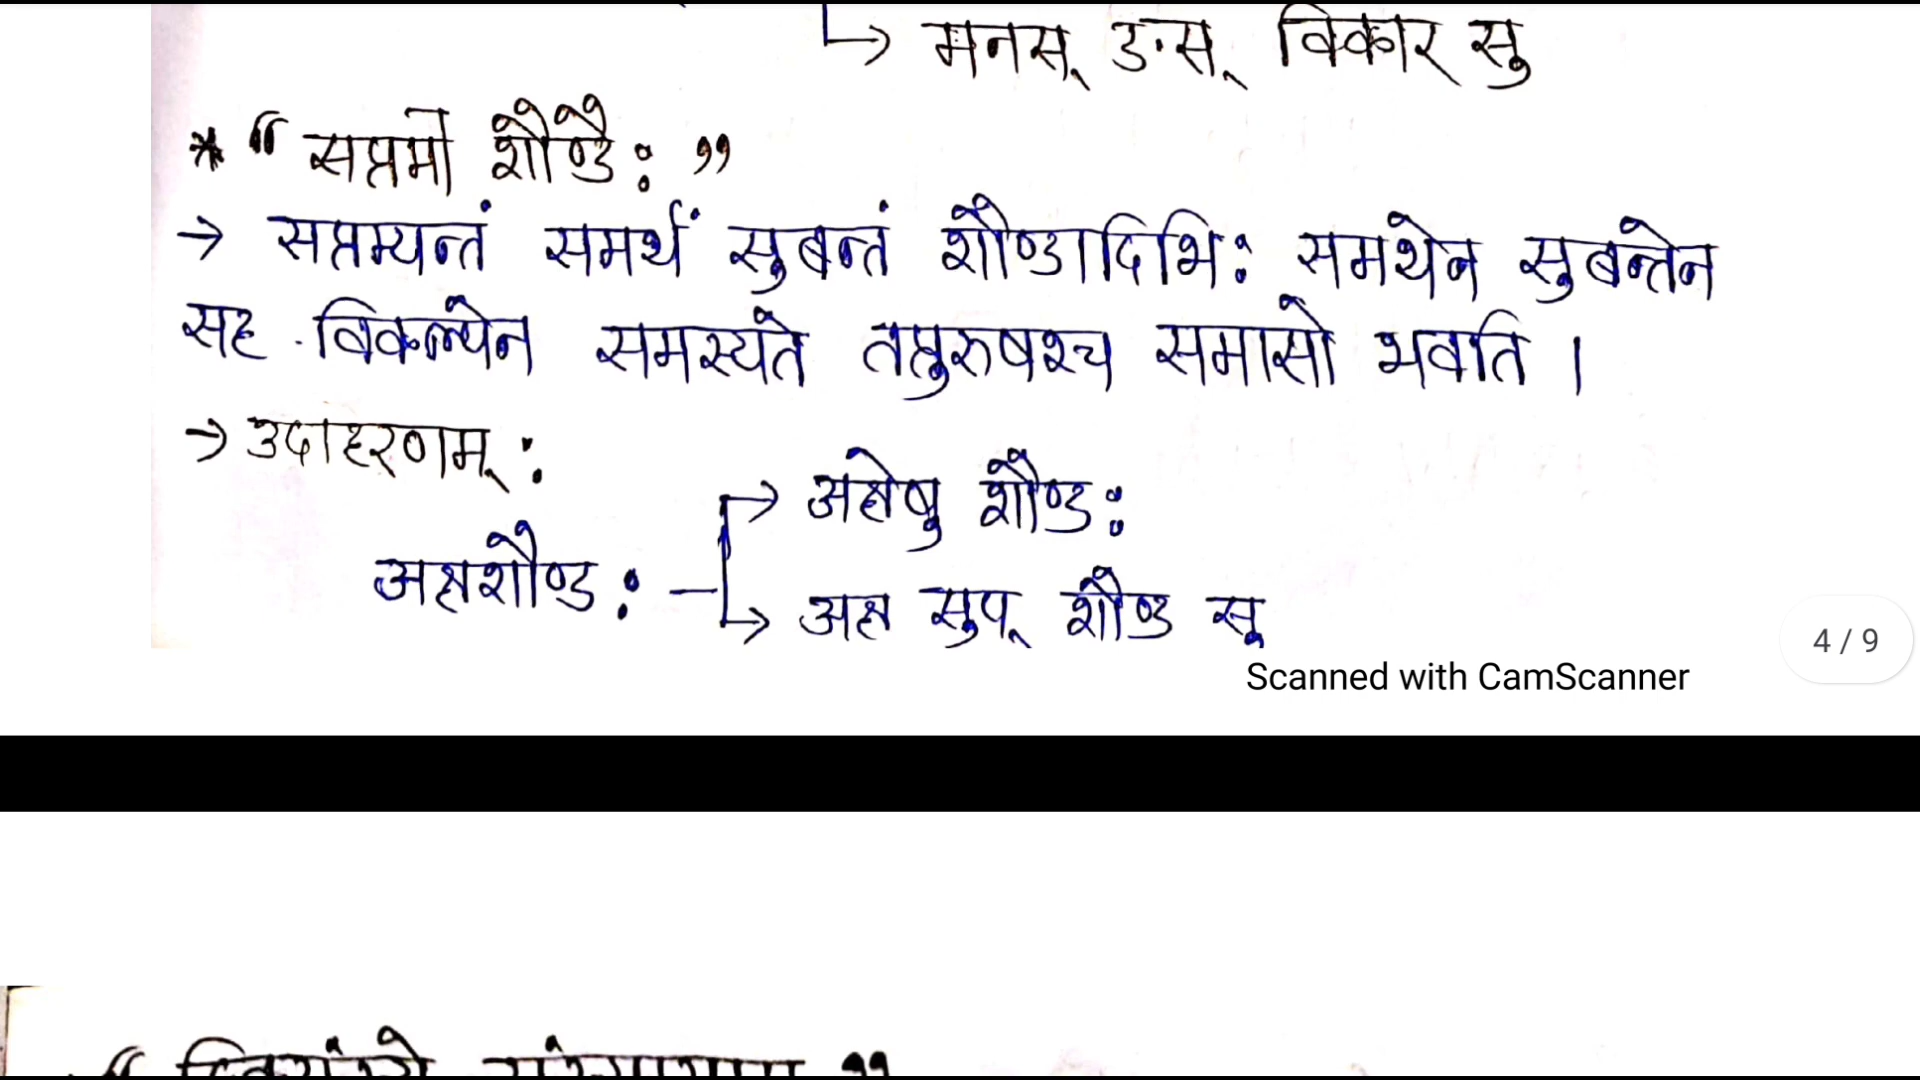 ↳ मनस् ङस् विकार सु
* “ सप्तमी शौण्डैः ”
→ सप्तम्यन्तं समर्थं सुबन्तं शौण्डादिभिः समर्थेन सुबन्तेन
सह विकल्पेन समस्यते तत्पुरुषश्च समासो भवति ।
→ उदाहरणम् :
→ अक्षेषु शौण्डः
अक्षशौण्डः
→ अक्ष सुप् शौण्ड सु
4 / 9
Scanned with CamScanner